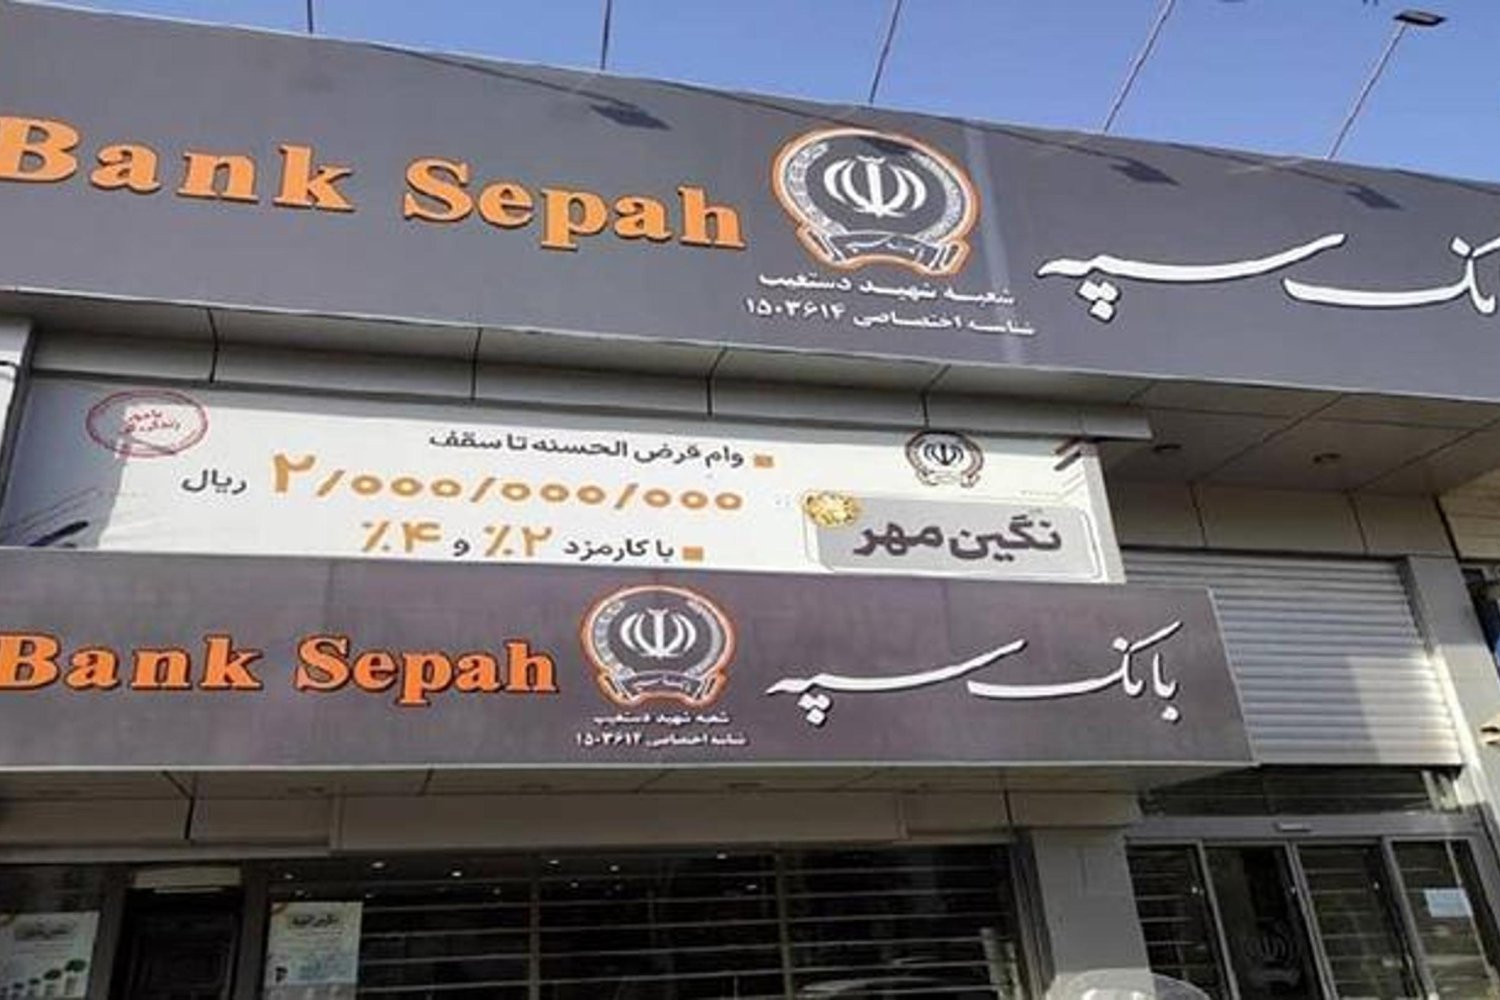 Bank Sepah
بانک سپه
شعبه شهید دستغیب
شناسه اختصاصی ۱۵۰۳۶۱۴
وام قرض الحسنه تا سقف
۲/۰۰۰/۰۰۰/۰۰۰ ریال
با کارمزد ۲٪ و ۴٪
نگین مهر
Bank Sepah
بانک سپه
شعبه شهید دستغیب
شناسه اختصاصی ۱۵۰۳۶۱۴